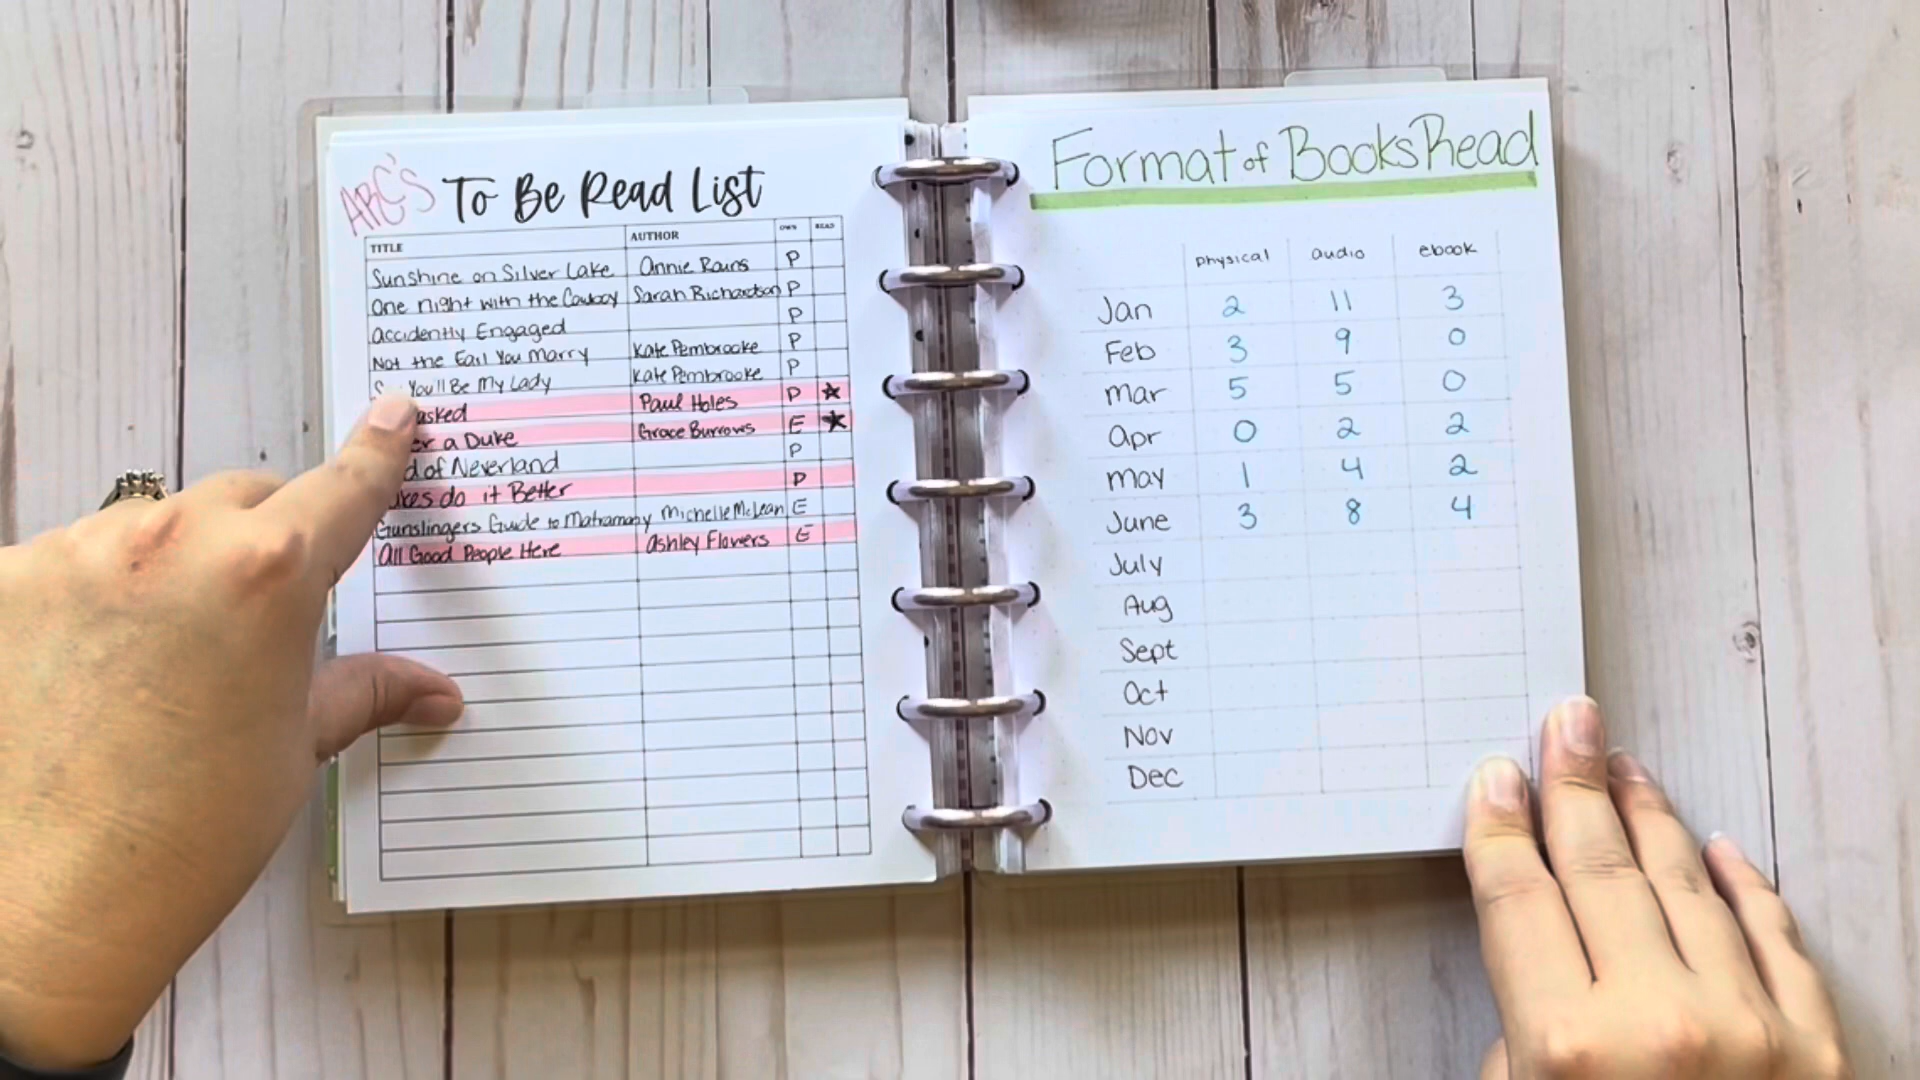 ARC'S To Be Read List
TITLE AUTHOR OWN READ
Sunshine on Silver Lake Annie Rains P
One night with the Cowboy Sarah Richardson P
Accidently Engaged P
Not the Earl You Marry Kate Pembrooke P
You'll Be My Lady Kate Pembrooke P
asked Paul Holes P ★
er a Duke Grace Burrows E ★
d of Neverland P
ukes do it Better P
Gunslingers Guide to Matramony Michelle McLean E
All Good People Here Ashley Flowers E
Format of Books Read
physical audio ebook
Jan 2 11 3
Feb 3 9 0
Mar 5 5 0
Apr 0 2 2
May 1 4 2
June 3 8 4
July
Aug
Sept
Oct
Nov
Dec